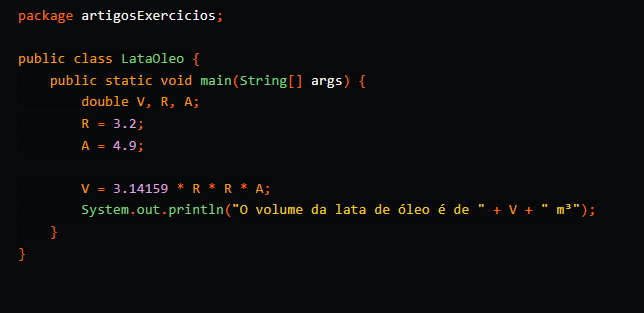 package artigosExercicios;
public class LataOleo {
public static void main(String[] args) {
double V, R, A;
R = 3.2;
A = 4.9;
V = 3.14159 * R * R * A;
System.out.println("O volume da lata de óleo é de " + V + " m³");
}
}